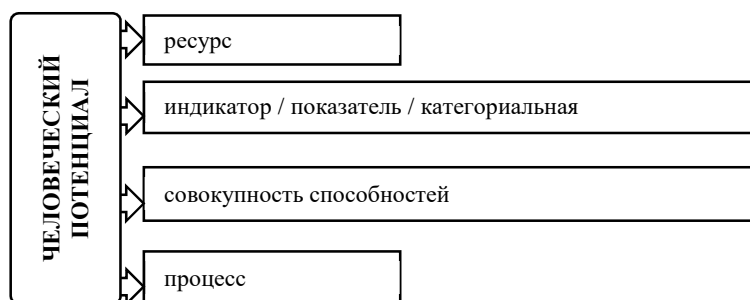 ЧЕЛОВЕЧЕСКИЙ
ПОТЕНЦИАЛ
ресурс
индикатор / показатель / категориальная
совокупность способностей
процесс